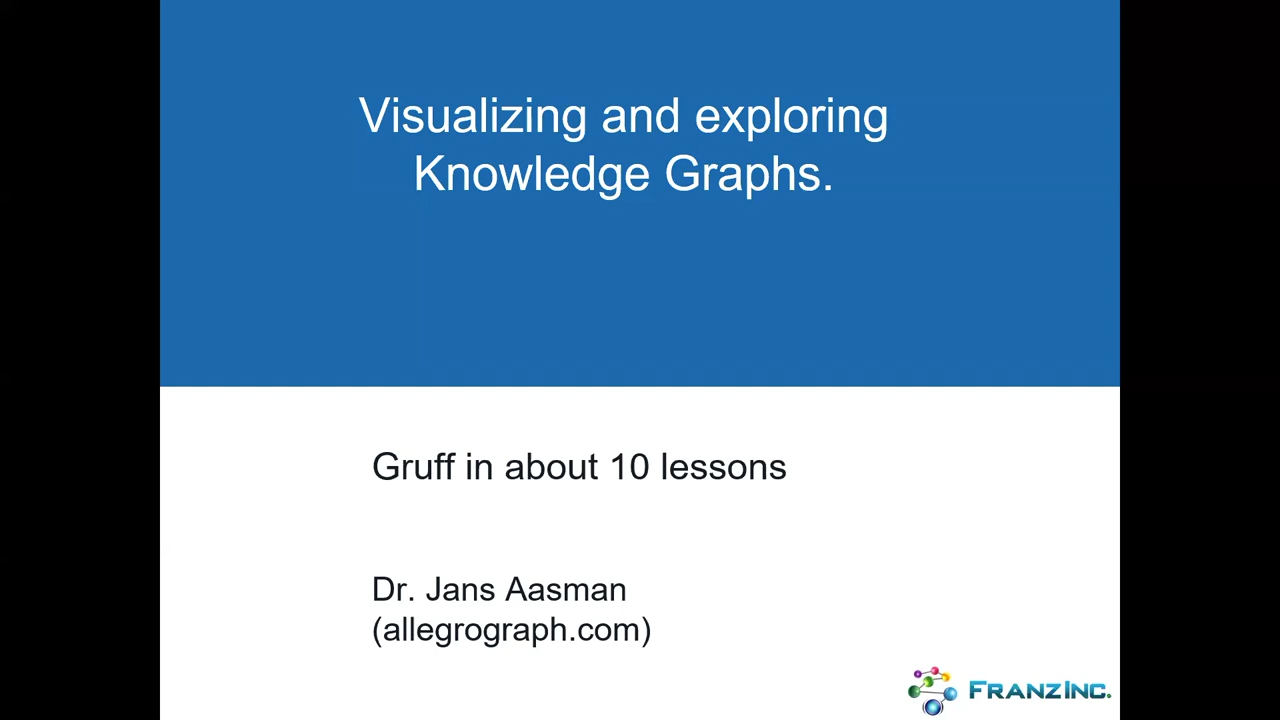 Visualizing and exploring
Knowledge Graphs.
Gruff in about 10 lessons
Dr. Jans Aasman
(allegrograph.com)
FRANZINC.